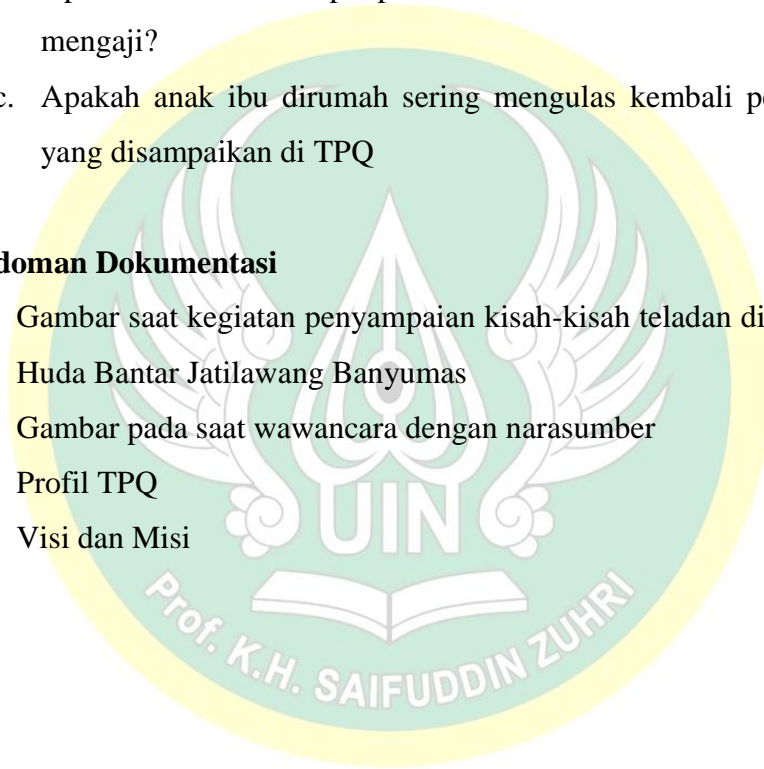 mengaji?
c. Apakah anak ibu dirumah sering mengulas kembali
yang disampaikan di TPQ
doman Dokumentasi
Gambar saat kegiatan penyampaian kisah-kisah teladan di
Huda Bantar Jatilawang Banyumas
Gambar pada saat wawancara dengan narasumber
Profil TPQ
Visi dan Misi
UIN
Prof. K.H. SAIFUDDIN ZUHRI